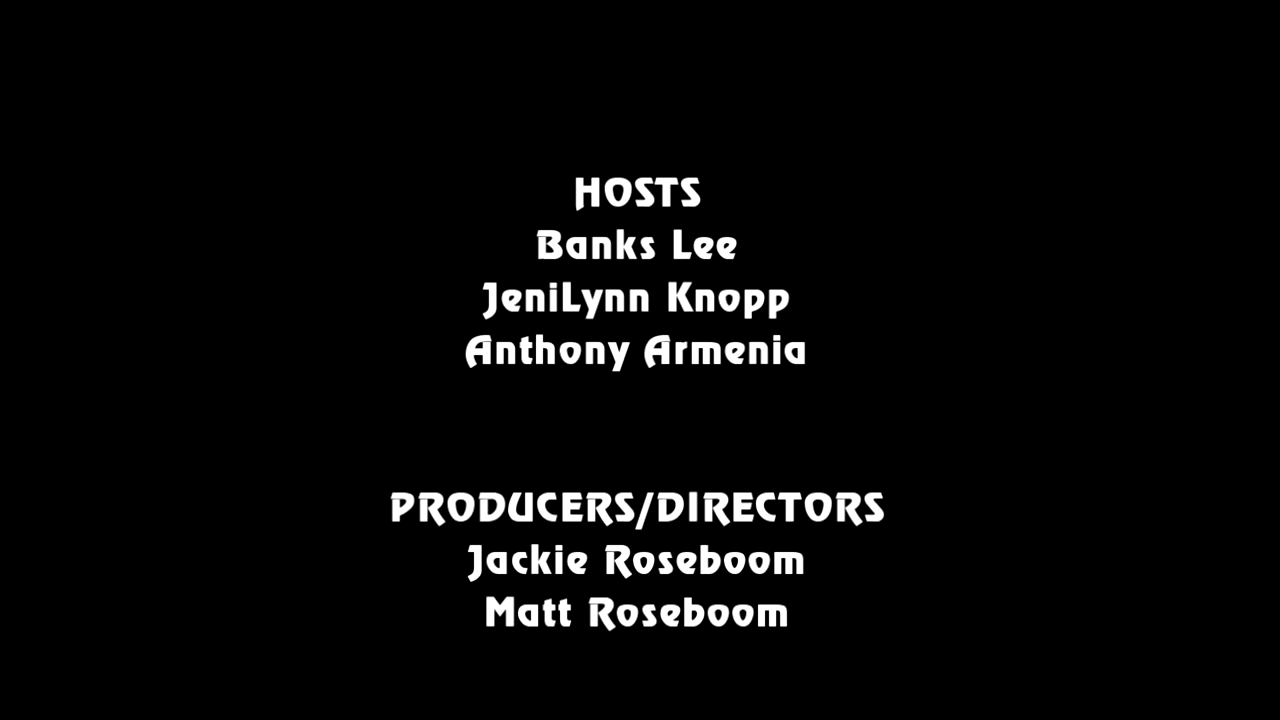 HOSTS
Banks Lee
JeniLynn Knopp
Anthony Armenia
PRODUCERS/DIRECTORS
Jackie Roseboom
Matt Roseboom